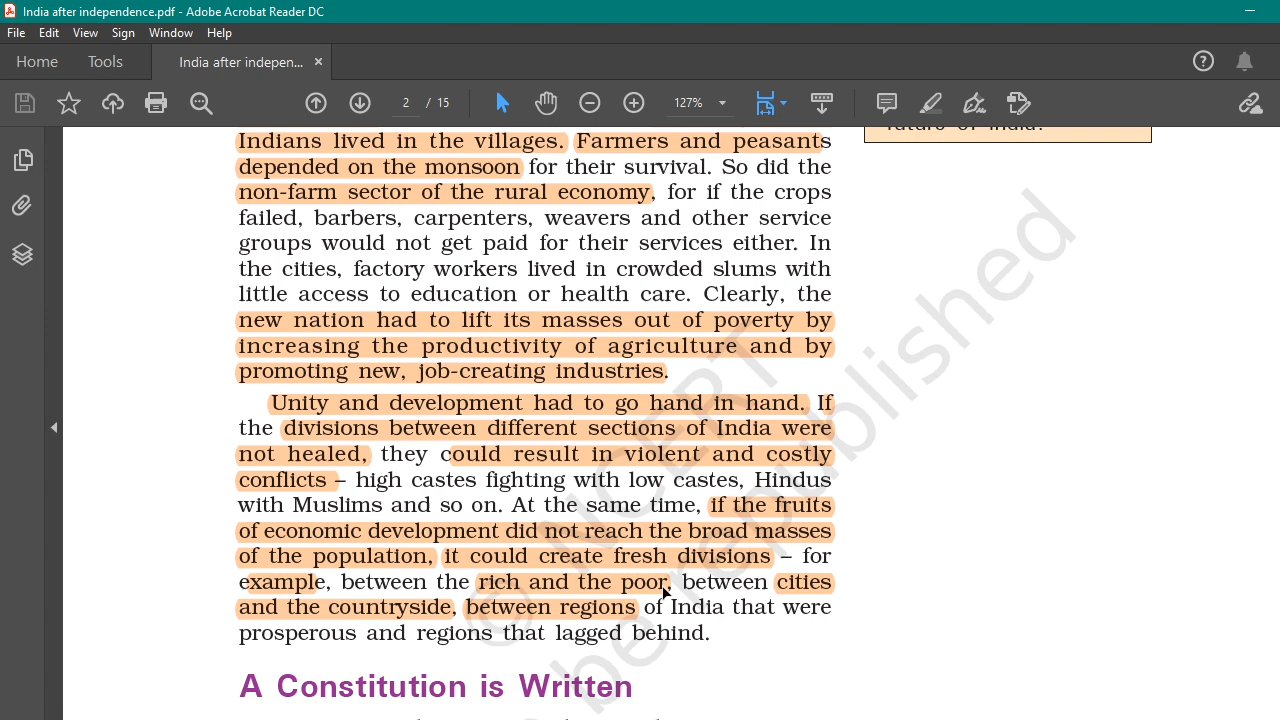 India after independence.pdf - Adobe Acrobat Reader DC
File Edit View Sign Window Help
Home Tools India after indepen... ×
2 / 15 127%
Indians lived in the villages. Farmers and peasants
future of India?
depended on the monsoon for their survival. So did the
non-farm sector of the rural economy, for if the crops
failed, barbers, carpenters, weavers and other service
groups would not get paid for their services either. In
the cities, factory workers lived in crowded slums with
little access to education or health care. Clearly, the
new nation had to lift its masses out of poverty by
increasing the productivity of agriculture and by
promoting new, job-creating industries.
Unity and development had to go hand in hand. If
the divisions between different sections of India were
not healed, they could result in violent and costly
conflicts – high castes fighting with low castes, Hindus
with Muslims and so on. At the same time, if the fruits
of economic development did not reach the broad masses
of the population, it could create fresh divisions – for
example, between the rich and the poor, between cities
and the countryside, between regions of India that were
prosperous and regions that lagged behind.
A Constitution is Written
© NCERT
be republished